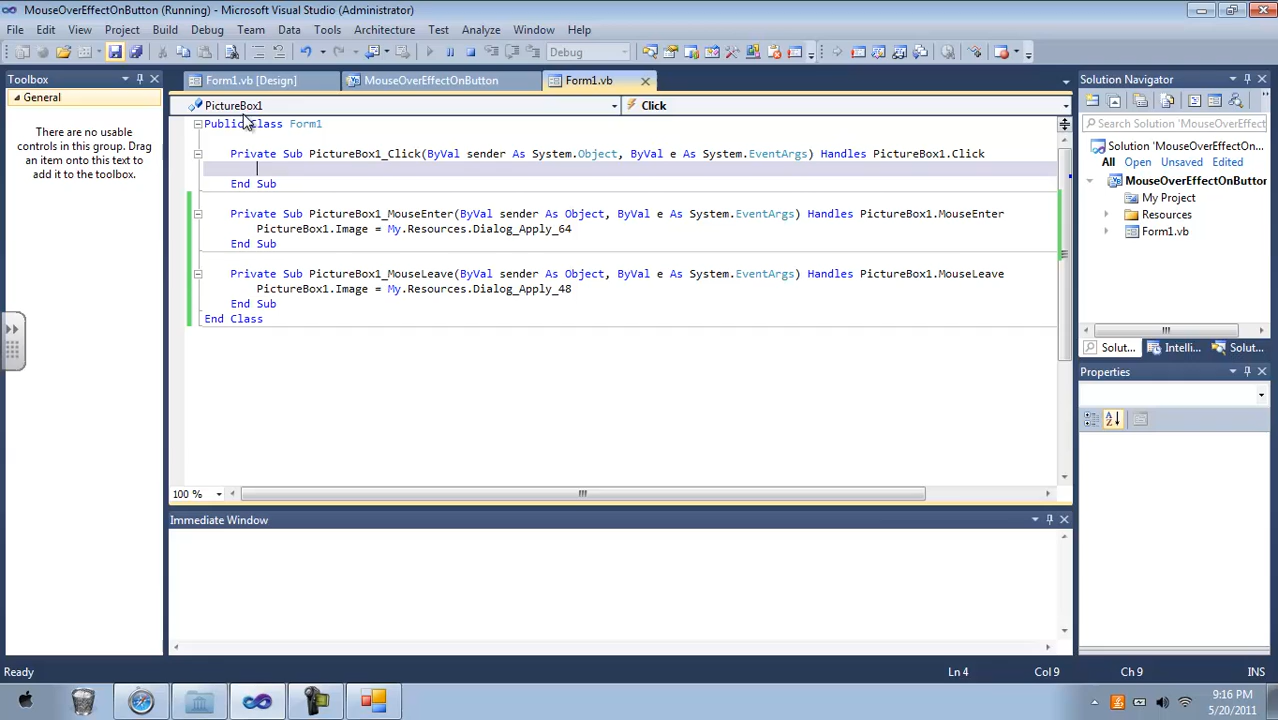 MouseOverEffectOnButton (Running) - Microsoft Visual Studio (Administrator)
File Edit View Project Build Debug Team Data Tools Architecture Test Analyze Window Help
Debug
Toolbox
General
There are no usable
controls in this group. Drag
an item onto this text to
add it to the toolbox.
Form1.vb [Design] MouseOverEffectOnButton Form1.vb
PictureBox1 Click
Public Class Form1
Private Sub PictureBox1_Click(ByVal sender As System.Object, ByVal e As System.EventArgs) Handles PictureBox1.Click
End Sub
Private Sub PictureBox1_MouseEnter(ByVal sender As Object, ByVal e As System.EventArgs) Handles PictureBox1.MouseEnter
PictureBox1.Image = My.Resources.Dialog_Apply_64
End Sub
Private Sub PictureBox1_MouseLeave(ByVal sender As Object, ByVal e As System.EventArgs) Handles PictureBox1.MouseLeave
PictureBox1.Image = My.Resources.Dialog_Apply_48
End Sub
End Class
100 %
Immediate Window
Solution Navigator
Search Solution 'MouseOverEffect
All Open Unsaved Edited
Solution 'MouseOverEffectOn...
MouseOverEffectOnButton
My Project
Resources
Form1.vb
Solut... Intelli... Solut...
Properties
Ready Ln 4 Col 9 Ch 9 INS
9:16 PM
5/20/2011